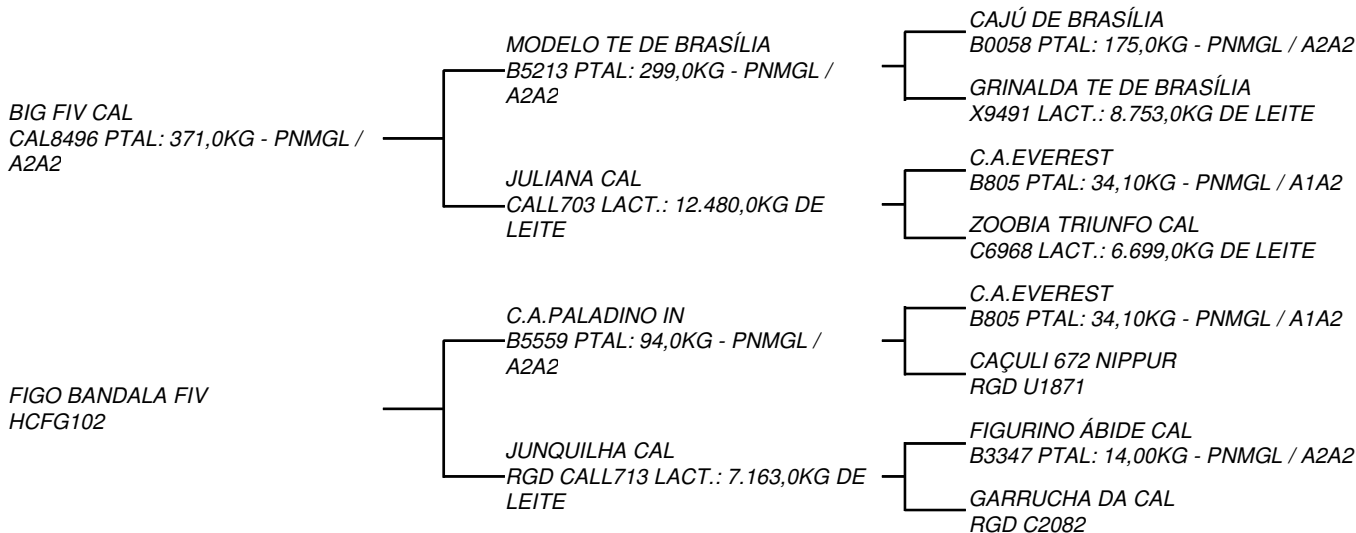 BIG FIV CAL
CAL8496 PTAL: 371,0KG - PNMGL /
A2A2
MODELO TE DE BRASÍLIA
B5213 PTAL: 299,0KG - PNMGL /
A2A2
CAJÚ DE BRASÍLIA
B0058 PTAL: 175,0KG - PNMGL / A2A2
GRINALDA TE DE BRASÍLIA
X9491 LACT.: 8.753,0KG DE LEITE
JULIANA CAL
CALL703 LACT.: 12.480,0KG DE
LEITE
C.A.EVEREST
B805 PTAL: 34,10KG - PNMGL / A1A2
ZOOBIA TRIUNFO CAL
C6968 LACT.: 6.699,0KG DE LEITE
FIGO BANDALA FIV
HCFG102
C.A.PALADINO IN
B5559 PTAL: 94,0KG - PNMGL /
A2A2
C.A.EVEREST
B805 PTAL: 34,10KG - PNMGL / A1A2
CAÇULI 672 NIPPUR
RGD U1871
JUNQUILHA CAL
RGD CALL713 LACT.: 7.163,0KG DE
LEITE
FIGURINO ÁBIDE CAL
B3347 PTAL: 14,00KG - PNMGL / A2A2
GARRUCHA DA CAL
RGD C2082